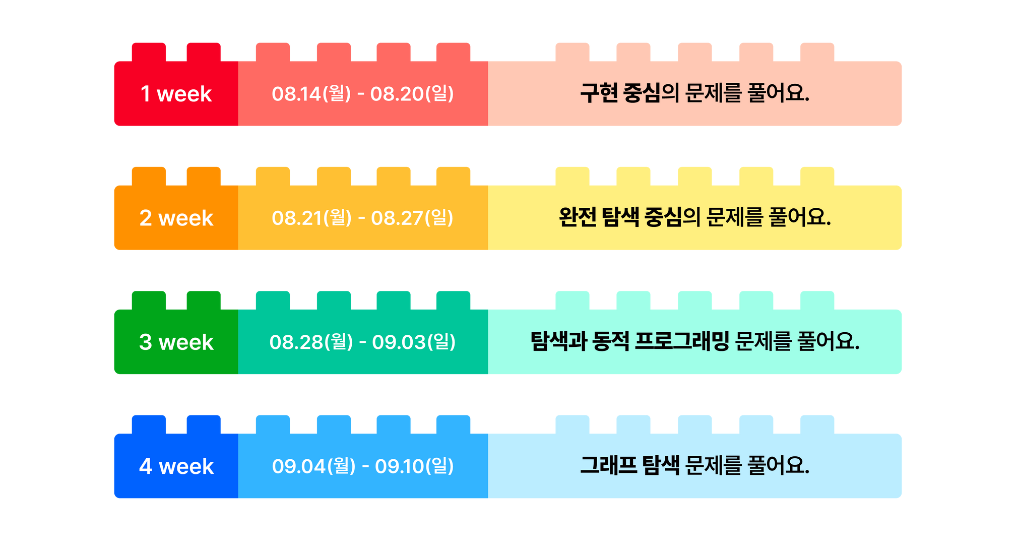 1 week 08.14(월) - 08.20(일) 구현 중심의 문제를 풀어요.
2 week 08.21(월) - 08.27(일) 완전 탐색 중심의 문제를 풀어요.
3 week 08.28(월) - 09.03(일) 탐색과 동적 프로그래밍 문제를 풀어요.
4 week 09.04(월) - 09.10(일) 그래프 탐색 문제를 풀어요.